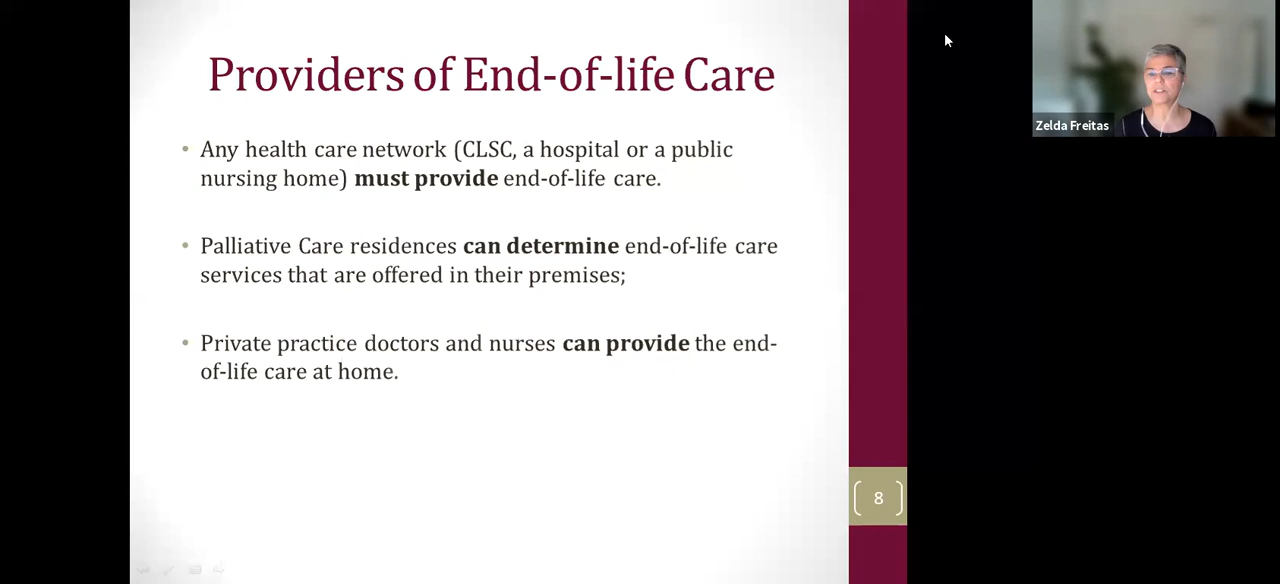 Providers of End-of-life Care
• Any health care network (CLSC, a hospital or a public
nursing home) must provide end-of-life care.
• Palliative Care residences can determine end-of-life care
services that are offered in their premises;
• Private practice doctors and nurses can provide the end-
of-life care at home.
8
Zelda Freitas